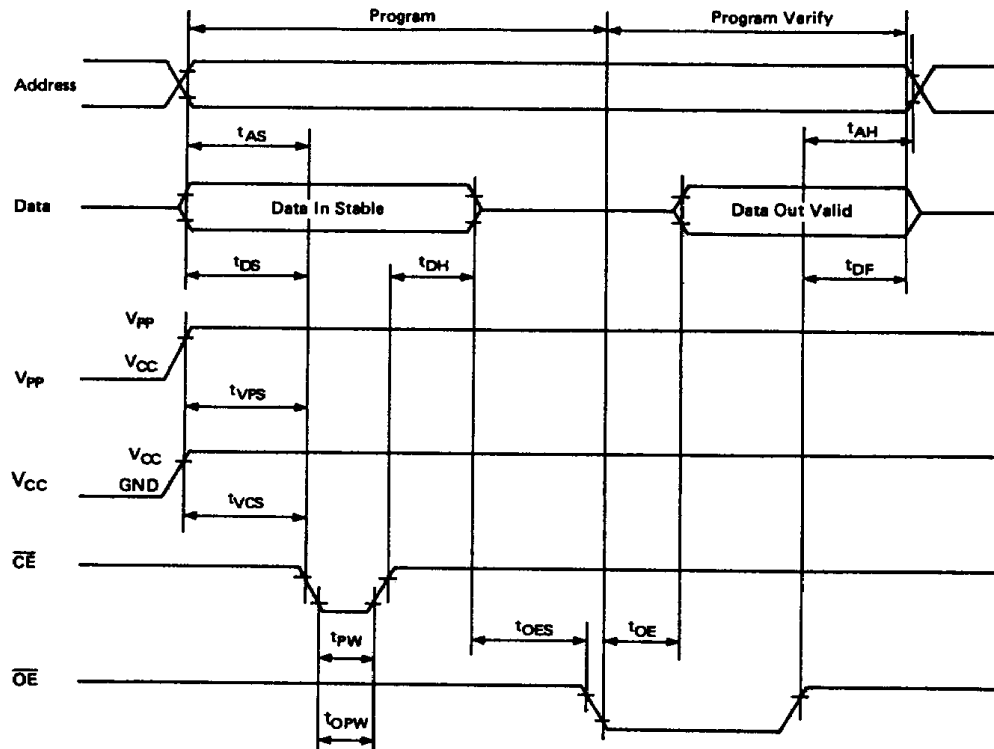 Program
Program Verify
Address
tAS
tAH
Data
Data In Stable
Data Out Valid
tDS
tDH
tDF
VPP
VCC
VPP
tVPS
VCC
VCC
GND
tVCS
CE
tPW
tOES
tOE
OE
tOPW